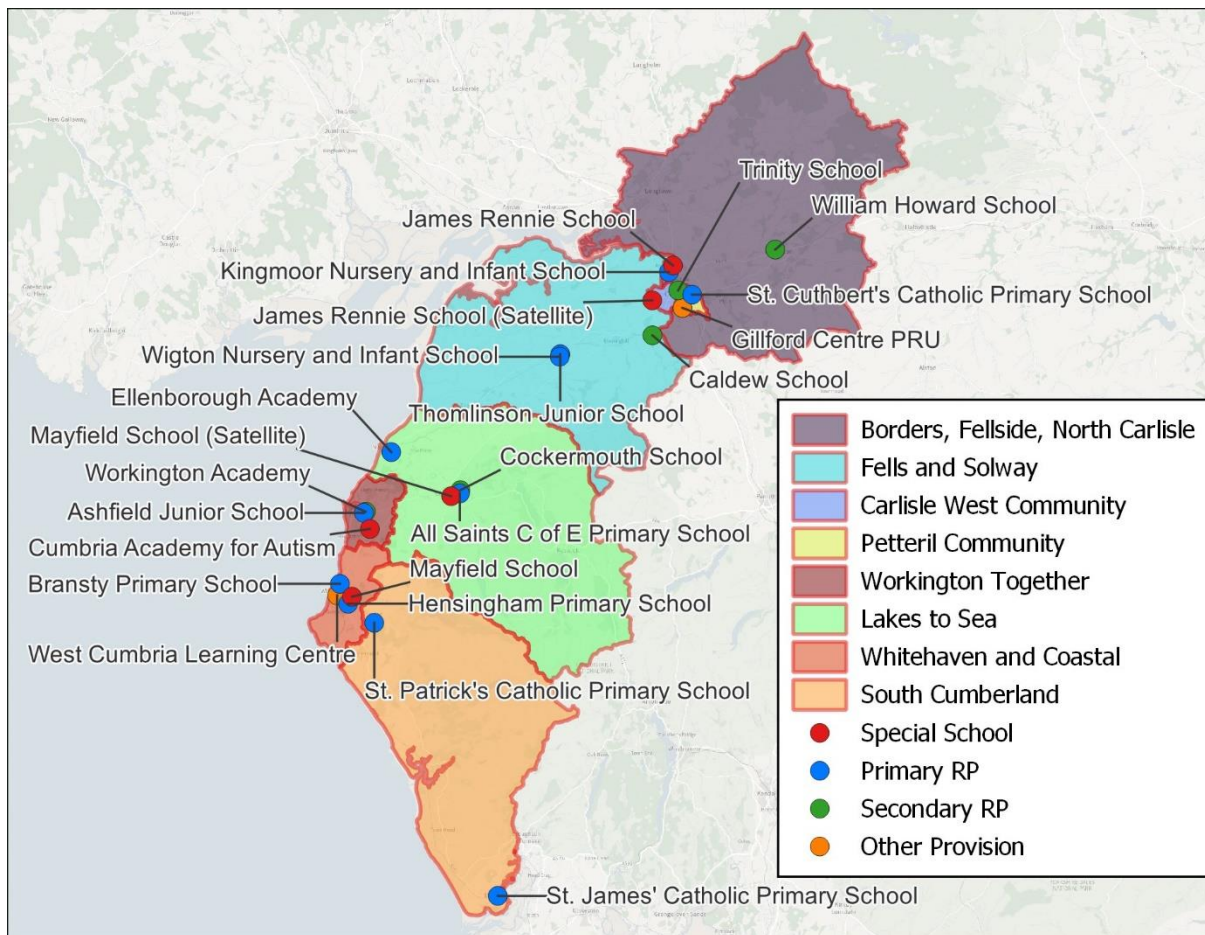 Trinity School
William Howard School
James Rennie School
Kingmoor Nursery and Infant School
St. Cuthbert's Catholic Primary School
James Rennie School (Satellite)
Gillford Centre PRU
Wigton Nursery and Infant School
Caldew School
Ellenborough Academy
Thomlinson Junior School
Mayfield School (Satellite)
Cockermouth School
Workington Academy
Ashfield Junior School
All Saints C of E Primary School
Cumbria Academy for Autism
Mayfield School
Bransty Primary School
Hensingham Primary School
West Cumbria Learning Centre
St. Patrick's Catholic Primary School
St. James' Catholic Primary School
Borders, Fellside, North Carlisle
Fells and Solway
Carlisle West Community
Petteril Community
Workington Together
Lakes to Sea
Whitehaven and Coastal
South Cumberland
Special School
Primary RP
Secondary RP
Other Provision